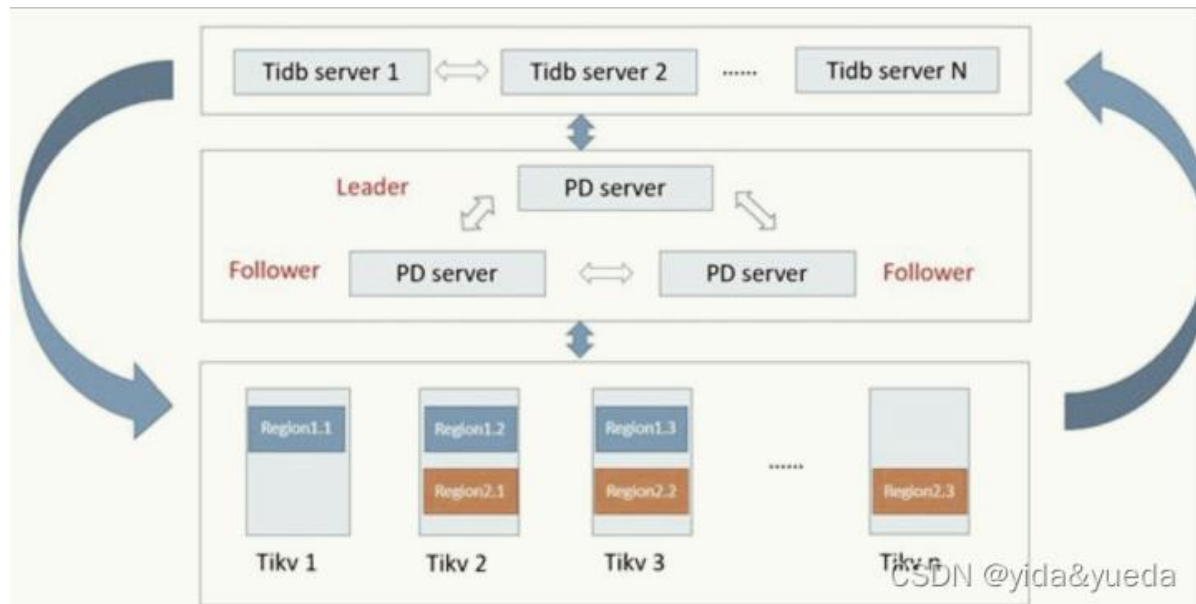 Tidb server 1
Tidb server 2
......
Tidb server N
Leader
PD server
Follower
PD server
PD server
Follower
Region1.1
Region1.2
Region1.3
Region2.1
Region2.2
......
Region2.3
Tikv 1
Tikv 2
Tikv 3
Tikv n
CSDN @yida&yueda